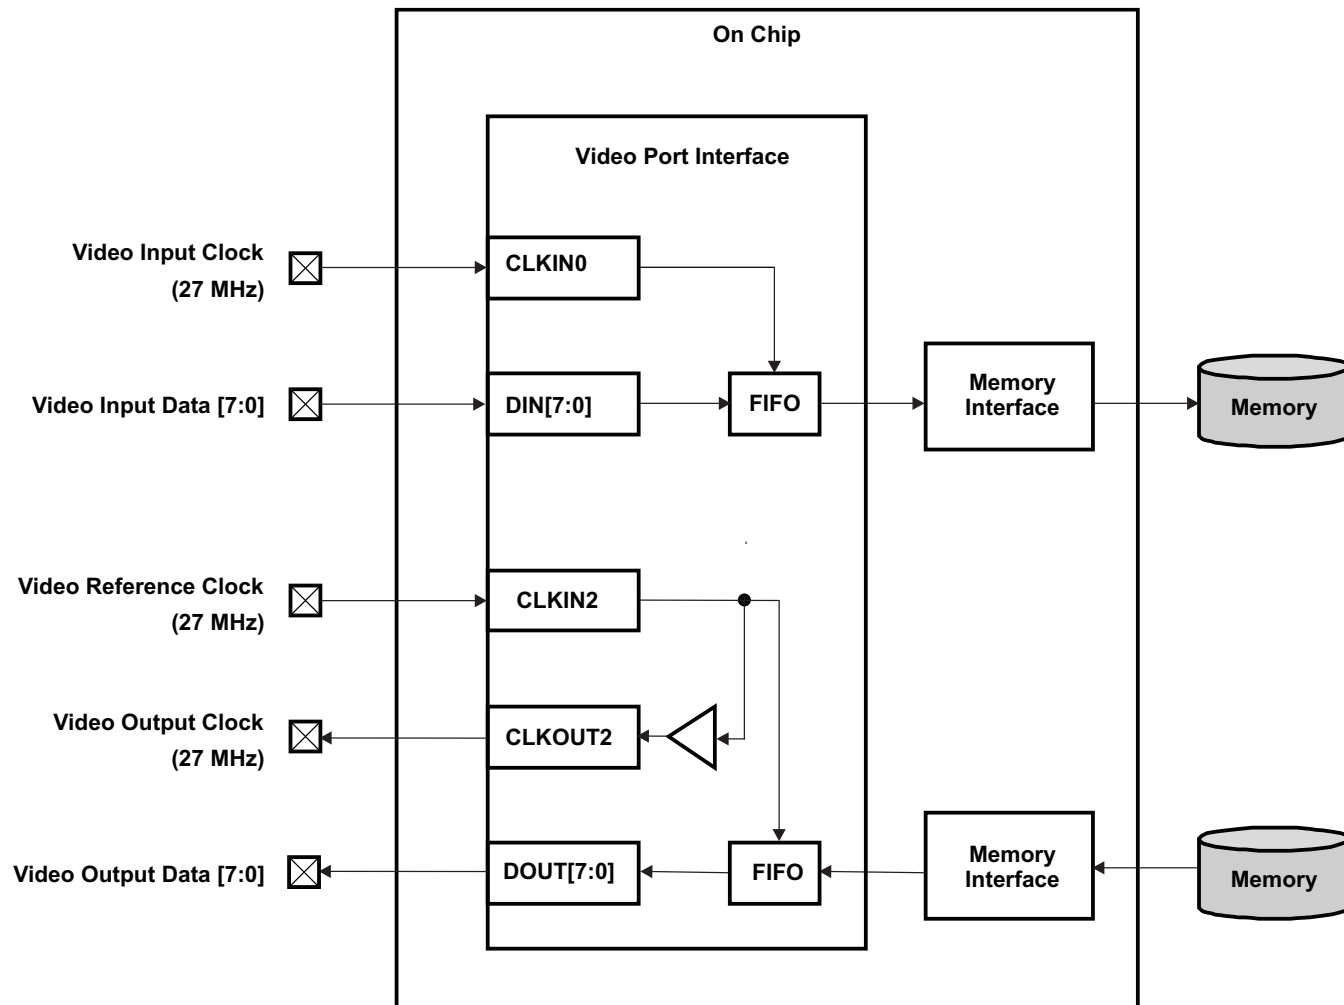 On Chip
Video Port Interface
Video Input Clock
(27 MHz)
CLKIN0
Video Input Data [7:0]
DIN[7:0]
FIFO
Memory
Interface
Memory
Video Reference Clock
(27 MHz)
CLKIN2
Video Output Clock
(27 MHz)
CLKOUT2
Video Output Data [7:0]
DOUT[7:0]
FIFO
Memory
Interface
Memory